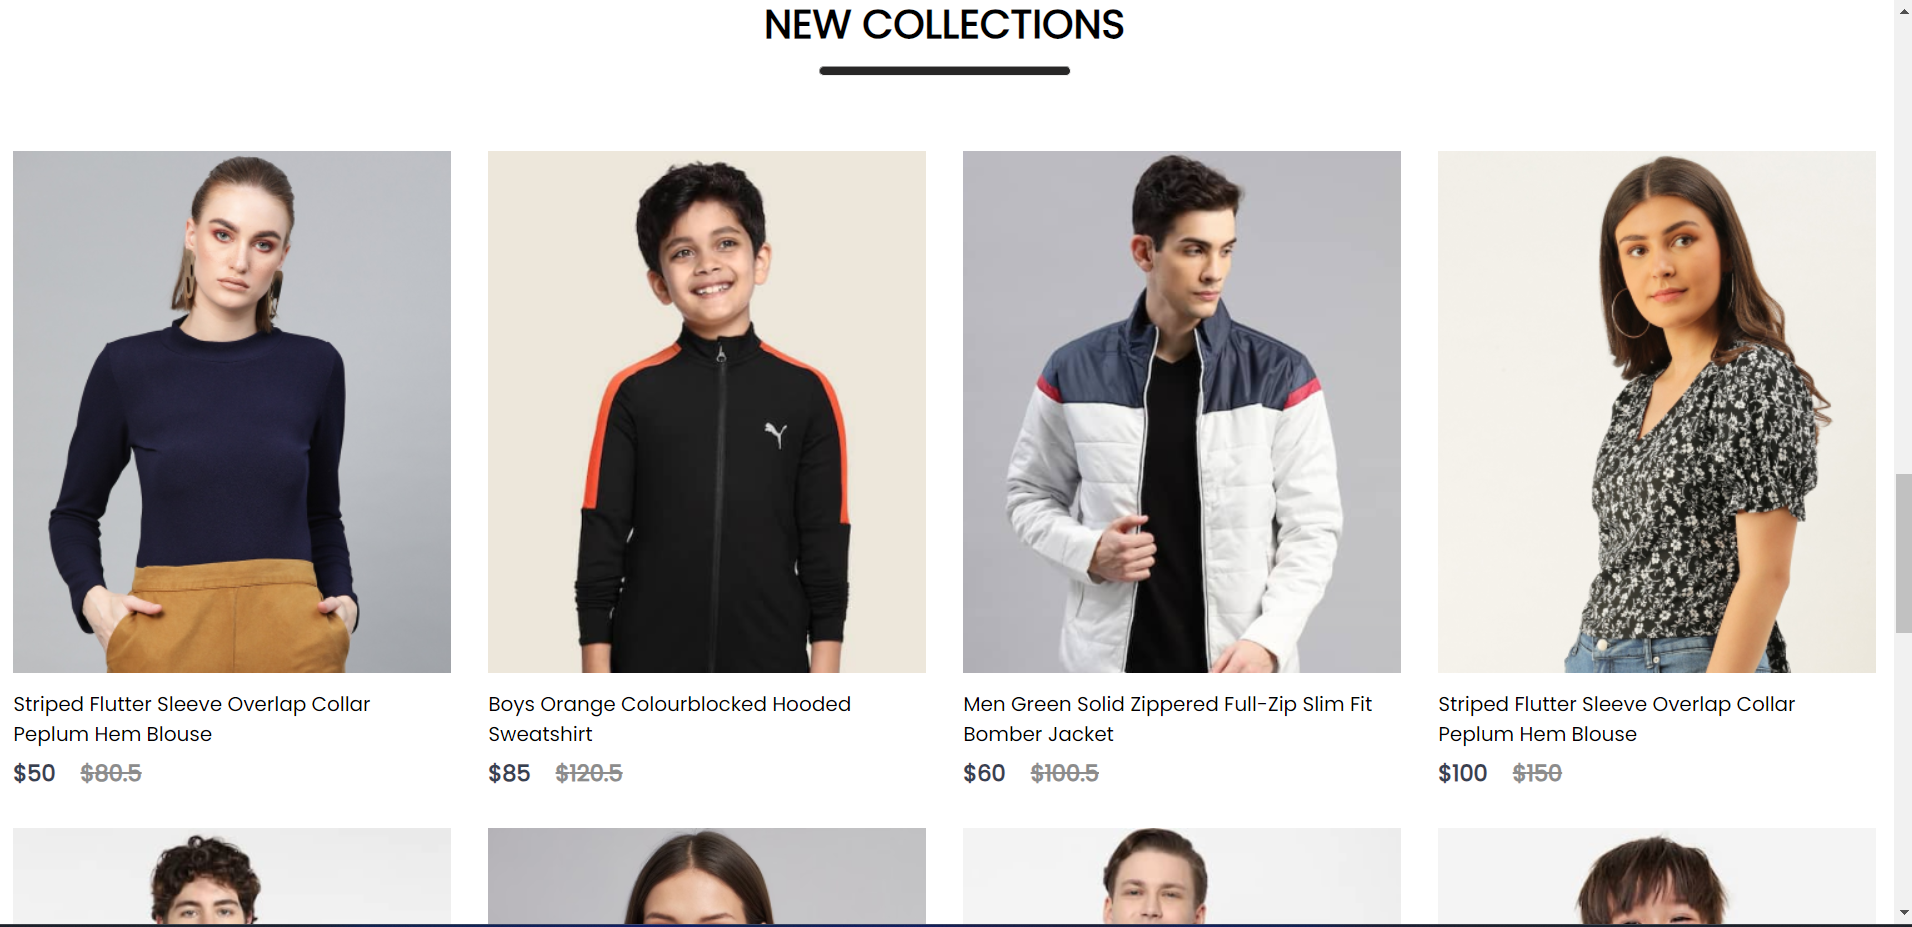 NEW COLLECTIONS
Striped Flutter Sleeve Overlap Collar
Peplum Hem Blouse
$50 $80.5
Boys Orange Colourblocked Hooded
Sweatshirt
$85 $120.5
Men Green Solid Zippered Full-Zip Slim Fit
Bomber Jacket
$60 $100.5
Striped Flutter Sleeve Overlap Collar
Peplum Hem Blouse
$100 $150